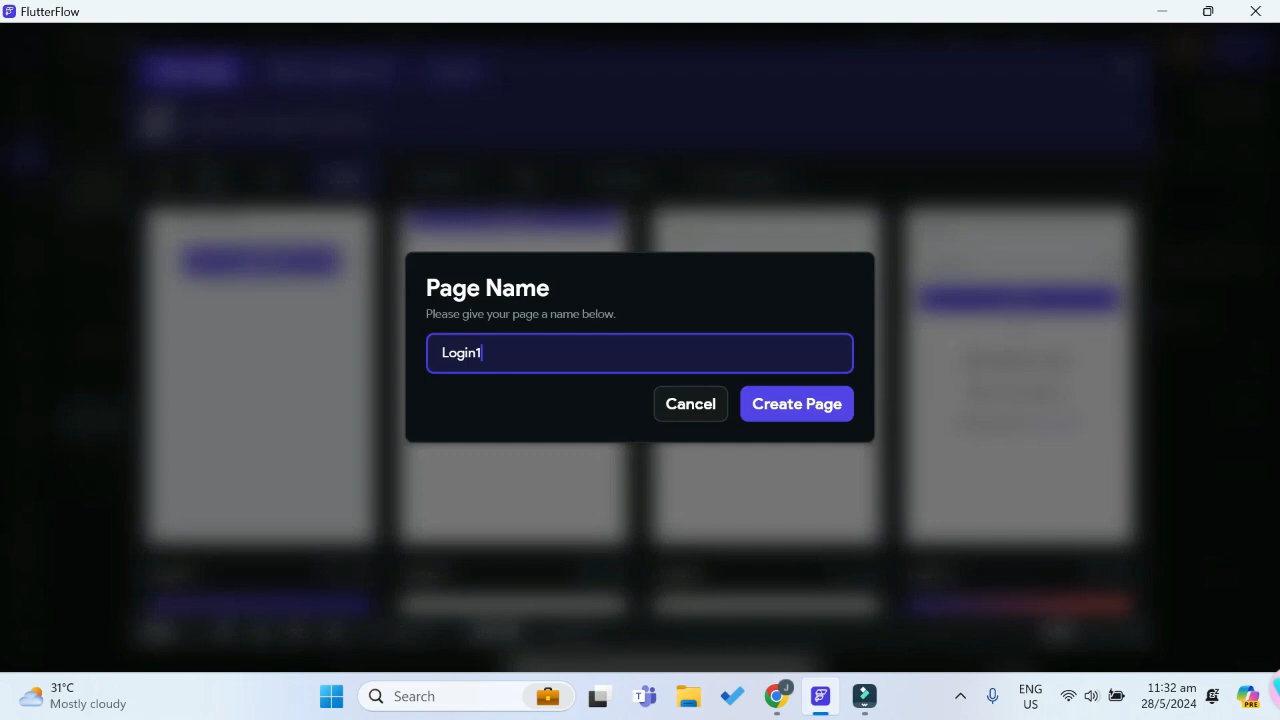 FlutterFlow
Page Name
Please give your page a name below.
Login1
Cancel
Create Page
31°C
Mostly cloudy
Search
ENG
US
11:32 am
28/5/2024
PRE
J